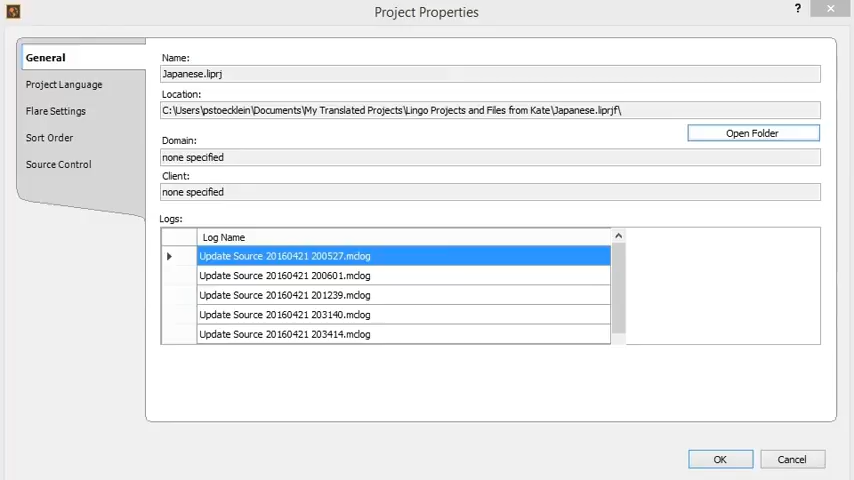 Project Properties
?
General
Project Language
Flare Settings
Sort Order
Source Control
Name:
Japanese.liprj
Location:
C:\Users\pstoecklein\Documents\My Translated Projects\Lingo Projects and Files from Kate\Japanese.liprjf\
Open Folder
Domain:
none specified
Client:
none specified
Logs:
Log Name
Update Source 20160421 200527.mclog
Update Source 20160421 200601.mclog
Update Source 20160421 201239.mclog
Update Source 20160421 203140.mclog
Update Source 20160421 203414.mclog
OK
Cancel